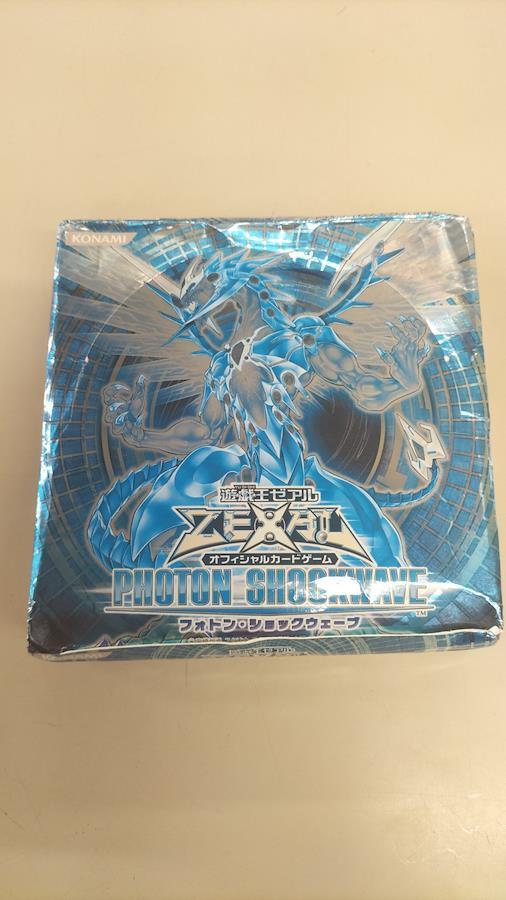 KONAMI
遊戯王ゼアル
ZEXAL
オフィシャルカードゲーム
PHOTON SHOCKWAVE
TM
フォトン・ショックウェーブ